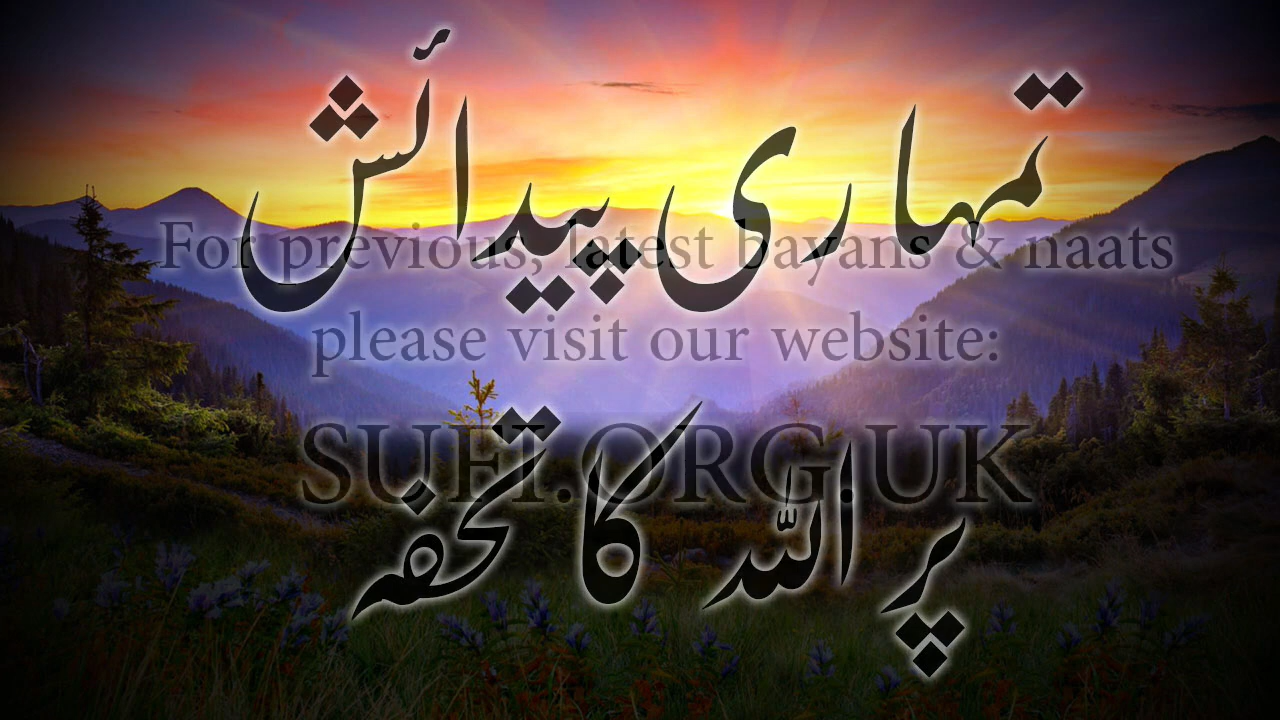 تمہاری پیدائش
For previous, latest bayans & naats
please visit our website:
SUFI.ORG.UK
پر اللہ کا تحفہ